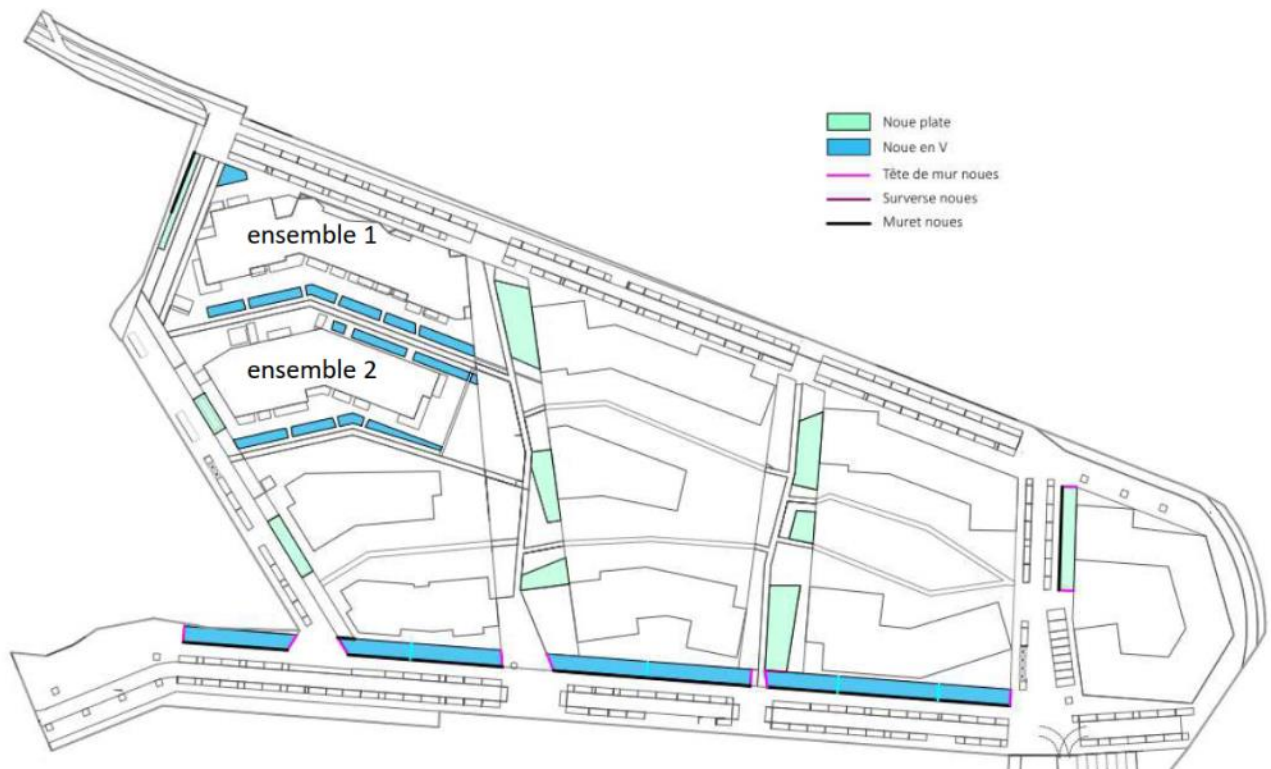 Noue plate
Noue en V
Tête de mur noues
Surverse noues
Muret noues
ensemble 1
ensemble 2